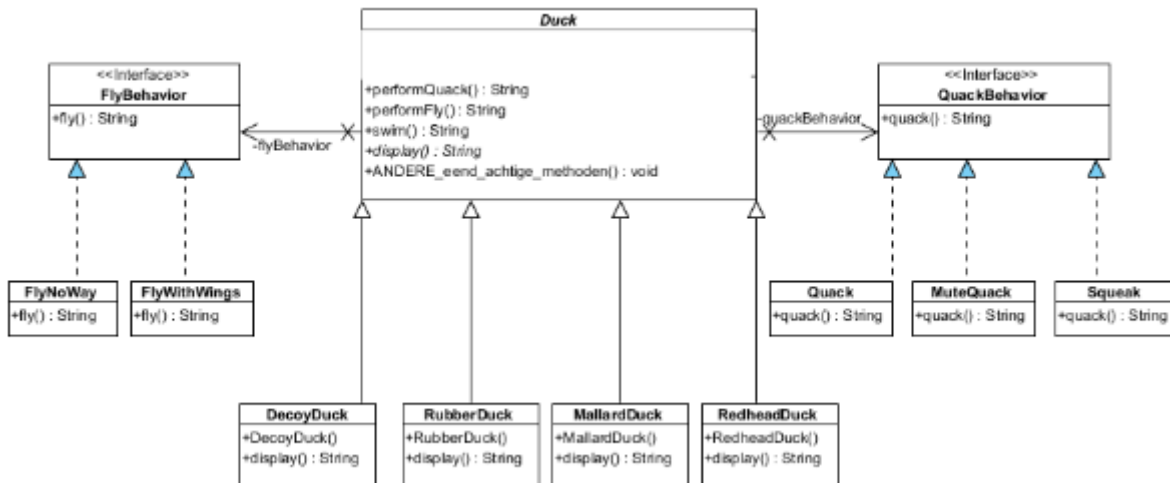 Duck
+performQuack() : String
+performFly() : String
+swim() : String
+display() : String
+ANDERE_eend_achtige_methoden() : void
<<Interface>>
FlyBehavior
+fly() : String
-flyBehavior
<<Interface>>
QuackBehavior
+quack() : String
-quackBehavior
FlyNoWay
+fly() : String
FlyWithWings
+fly() : String
Quack
+quack() : String
MuteQuack
+quack() : String
Squeak
+quack() : String
DecoyDuck
+DecoyDuck()
+display() : String
RubberDuck
+RubberDuck()
+display() : String
MallardDuck
+MallardDuck()
+display() : String
RedheadDuck
+RedheadDuck()
+display() : String